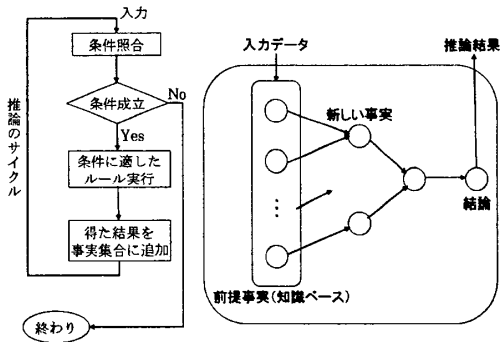 入力
条件照合
条件成立
No
Yes
条件に適した
ルール実行
得た結果を
事実集合に追加
推論のサイクル
終わり
入力データ
推論結果
新しい事実
結論
前提事実(知識ベース)